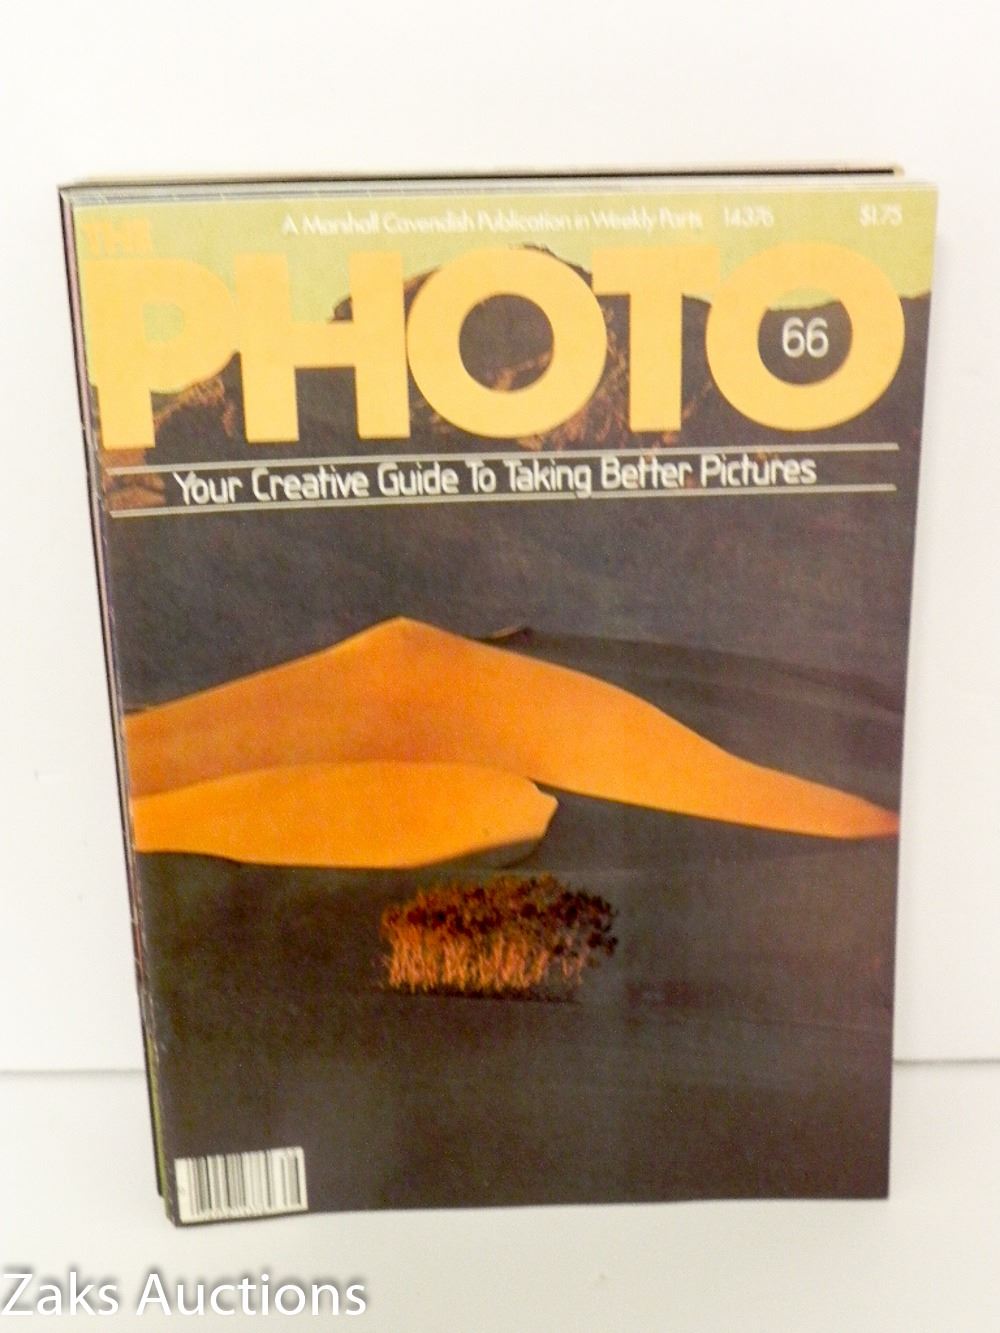 A Marshall Cavendish Publication in Weekly Parts 14376 $1.75
THE
PHOTO
66
Your Creative Guide To Taking Better Pictures
Zaks Auctions